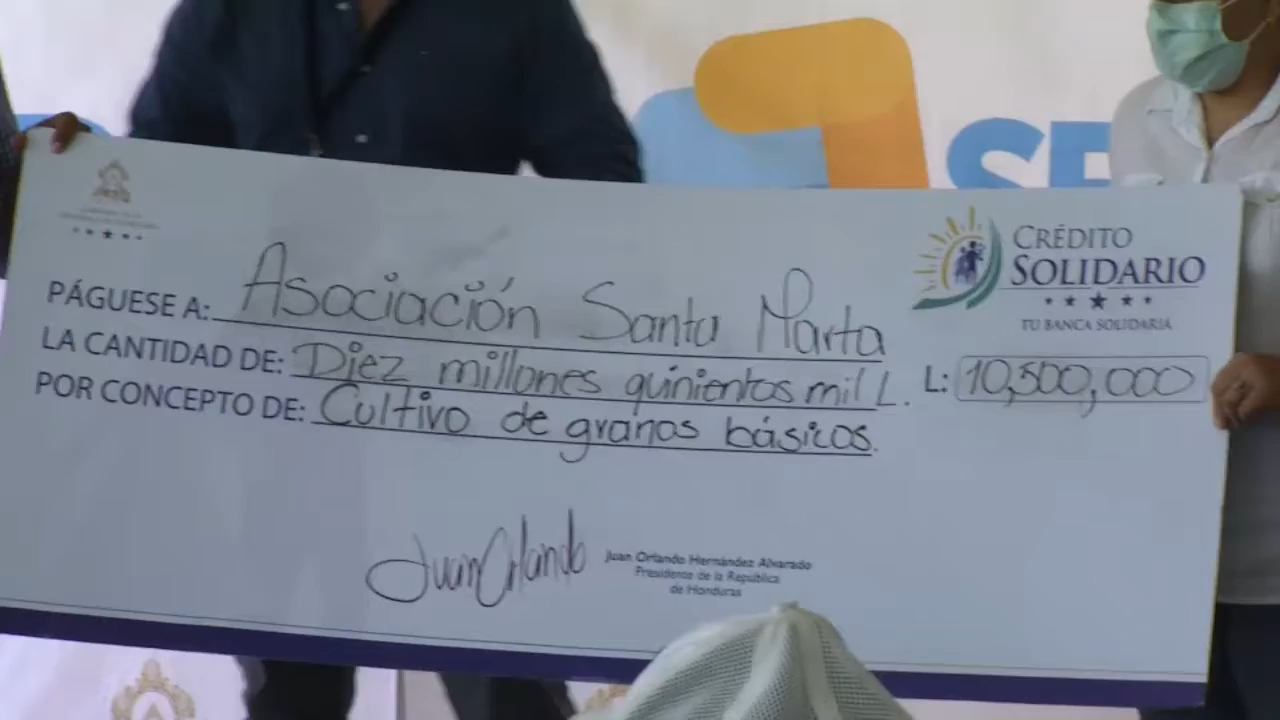 CRÉDITO
SOLIDARIO
TU BANCA SOLIDARIA
SE
PÁGUESE A: Asociación Santa Marta
LA CANTIDAD DE: Diez millones quinientos mil L. L: 10,500,000
POR CONCEPTO DE: Cultivo de granos básicos.
Juan Orlando
Juan Orlando Hernández Alvarado
Presidente de la República
de Honduras